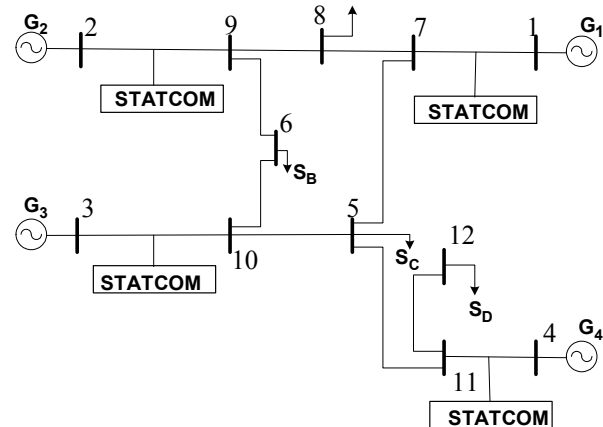 G2 2 9 8 7 1 G1
STATCOM STATCOM
6
SB
G3 3 10 5 12
SC
STATCOM
SD
4 G4
11
STATCOM